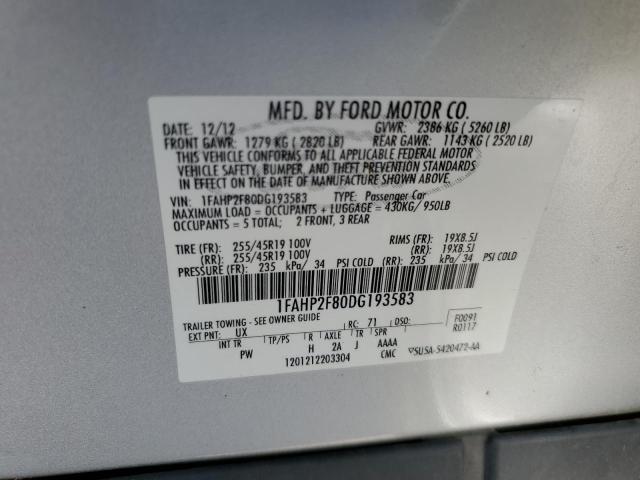 MFD. BY FORD MOTOR CO.
DATE: 12/12 GVWR: 2386 KG ( 5260 LB)
FRONT GAWR: 1279 KG ( 2820 LB) REAR GAWR: 1143 KG ( 2520 LB)
THIS VEHICLE CONFORMS TO ALL APPLICABLE FEDERAL MOTOR
VEHICLE SAFETY, BUMPER, AND THEFT PREVENTION STANDARDS
IN EFFECT ON THE DATE OF MANUFACTURE SHOWN ABOVE.
VIN: 1FAHP2F80DG193583 TYPE: Passenger Car
MAXIMUM LOAD = OCCUPANTS + LUGGAGE = 430KG/ 950LB
OCCUPANTS = 5 TOTAL; 2 FRONT, 3 REAR
TIRE (FR): 255/45R19 100V RIMS (FR): 19X8.5J
(RR): 255/45R19 100V (RR): 19X8.5J
PRESSURE (FR): 235 kPa/ 34 PSI COLD (RR): 235 kPa/ 34 PSI COLD
1FAHP2F80DG193583
TRAILER TOWING - SEE OWNER GUIDE
EXT PNT: UX RC: 71 DSO: F0091
R0117
INT TR TP/PS R AXLE TR SPR
PW H 2A J AAAA
1201212203304 CMC ▽5USA-5420472-AA